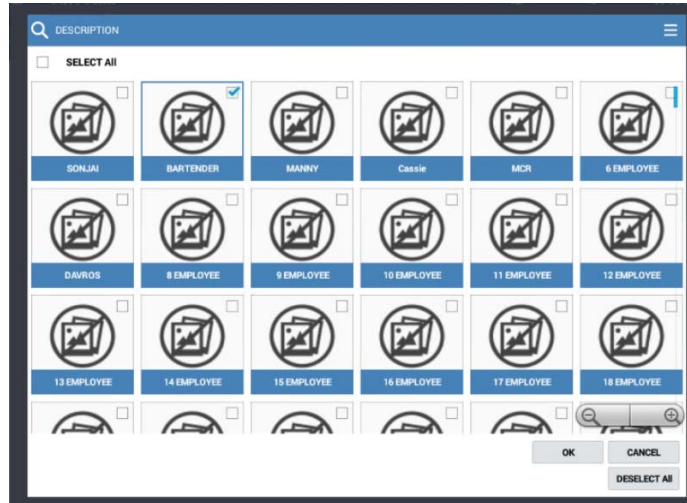 DESCRIPTION
SELECT All
SONJAI BARTENDER MANNY Cassie MCR 6 EMPLOYEE
DAVROS 8 EMPLOYEE 9 EMPLOYEE 10 EMPLOYEE 11 EMPLOYEE 12 EMPLOYEE
13 EMPLOYEE 14 EMPLOYEE 15 EMPLOYEE 16 EMPLOYEE 17 EMPLOYEE 18 EMPLOYEE
OK CANCEL
DESELECT All